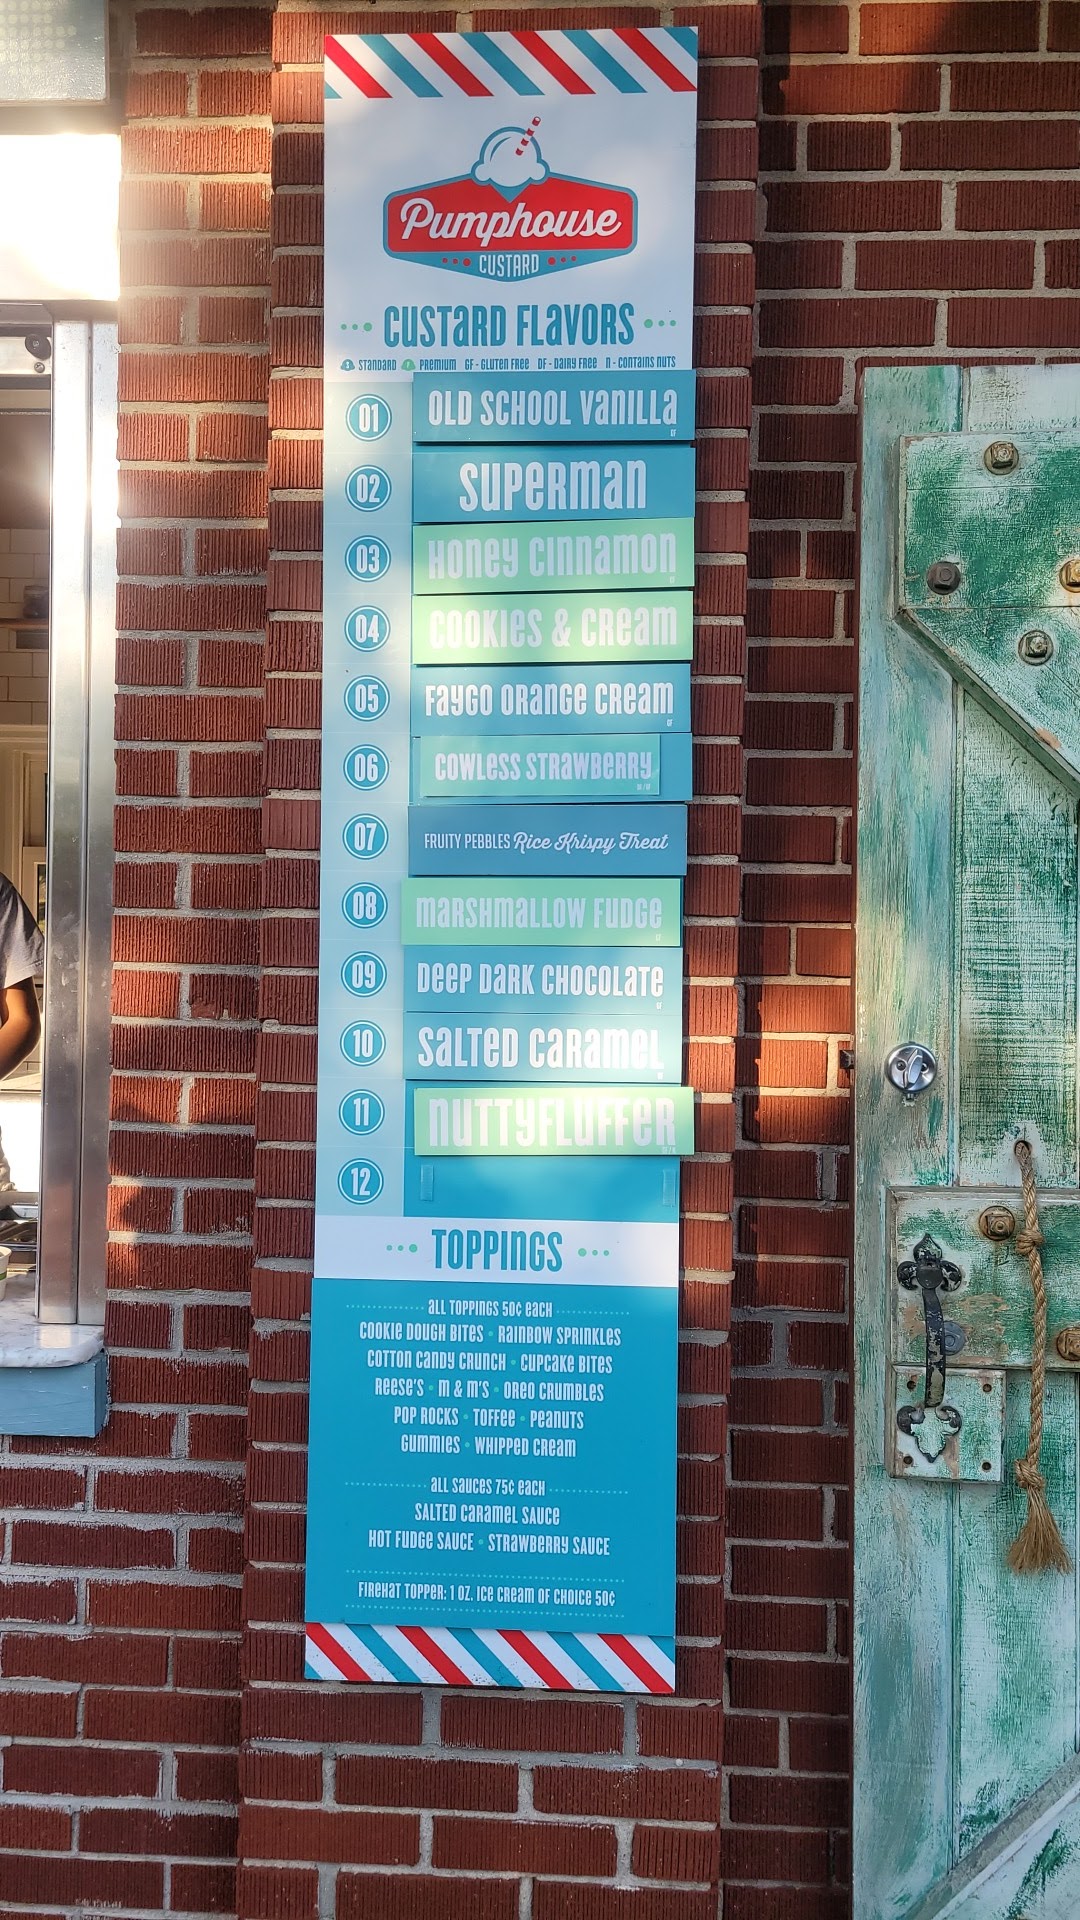 Pumphouse
CUSTARD
CUSTARD FLAVORS
S STANDARD P PREMIUM GF - GLUTEN FREE DF - DAIRY FREE N - CONTAINS NUTS
01 OLD SCHOOL VANILLA
GF
02 SUPERMAN
03 HONEY CINNAMON
04 COOKIES & CREAM
05 FAYGO ORANGE CREAM
GF
06 COWLESS STRAWBERRY
07 FRUITY PEBBLES Rice Krispy Treat
08 MARSHMALLOW FUDGE
09 DEEP DARK CHOCOLATE
10 SALTED CARAMEL
11 NUTTYFLUFFER
12
TOPPINGS
ALL TOPPINGS 50¢ EACH
COOKIE DOUGH BITES • RAINBOW SPRINKLES
COTTON CANDY CRUNCH • CUPCAKE BITES
REESE'S • M & M'S • OREO CRUMBLES
POP ROCKS • TOFFEE • PEANUTS
GUMMIES • WHIPPED CREAM
ALL SAUCES 75¢ EACH
SALTED CARAMEL SAUCE
HOT FUDGE SAUCE • STRAWBERRY SAUCE
FIREHAT TOPPER: 1 OZ. ICE CREAM OF CHOICE 50¢